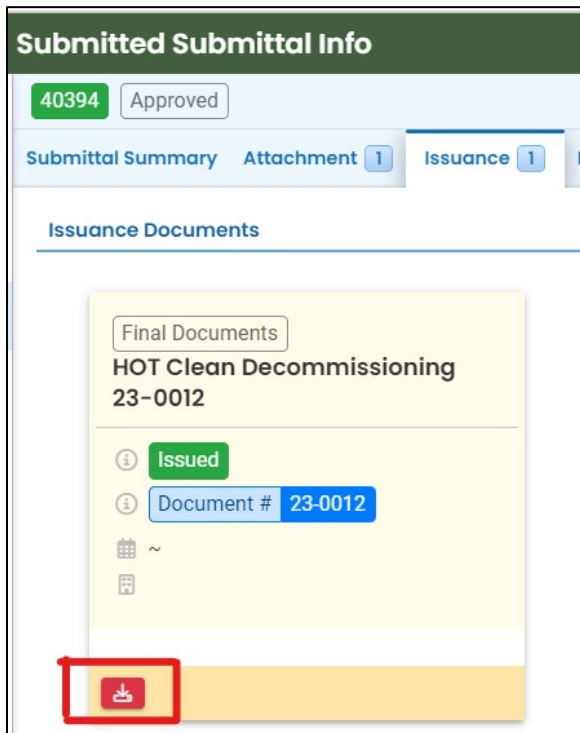 Submitted Submittal Info
40394 Approved
Submittal Summary Attachment 1 Issuance 1
Issuance Documents
Final Documents
HOT Clean Decommissioning
23-0012
Issued
Document # 23-0012
~